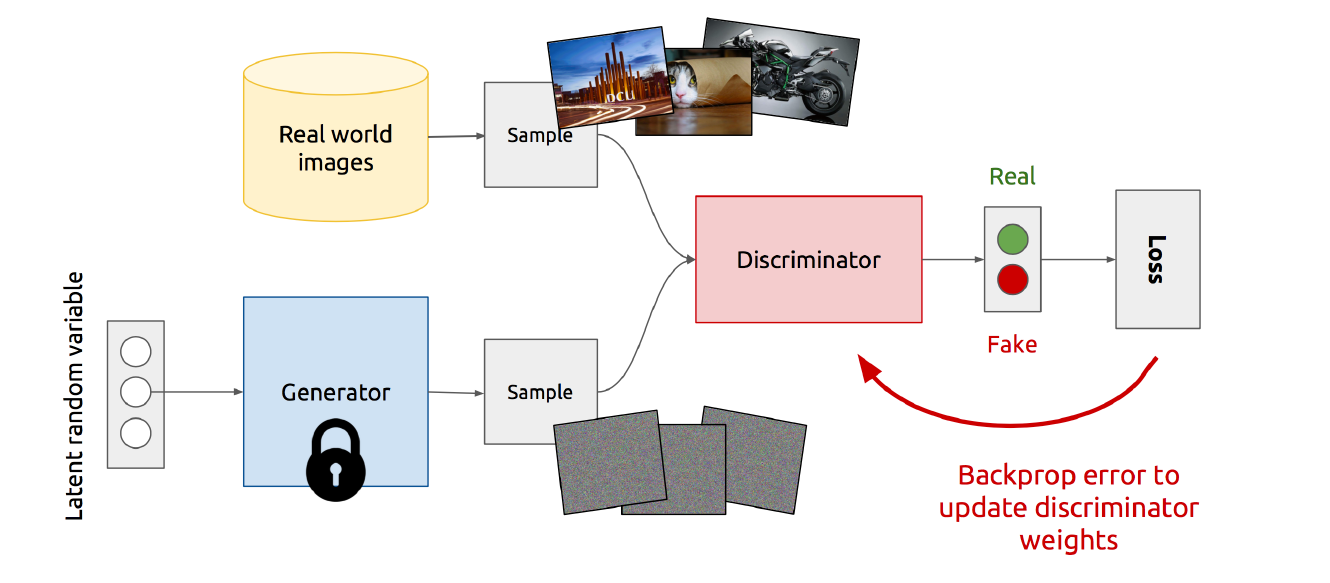 Real world
images
Sample
DCU
Real
Discriminator
Loss
Fake
Latent random variable
Generator
Sample
Backprop error to
update discriminator
weights